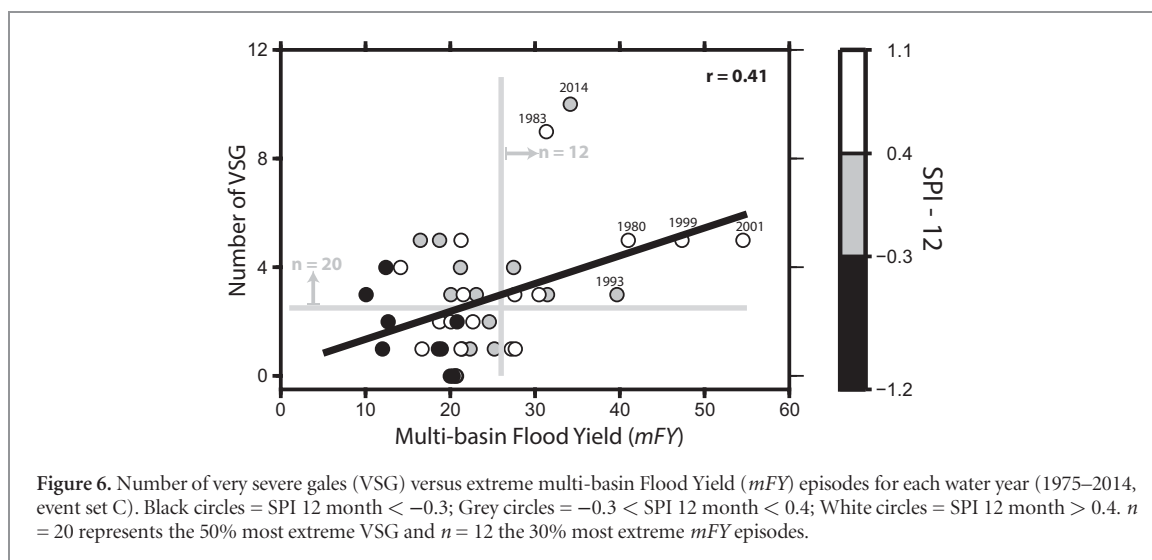 12
8
4
0
Number of VSG
0 10 20 30 40 50 60
Multi-basin Flood Yield (mFY)
r = 0.41
2014
1983
n = 12
1980 1999 2001
n = 20
1993
1.1
0.4
−0.3
−1.2
SPI - 12
Figure 6. Number of very severe gales (VSG) versus extreme multi-basin Flood Yield (mFY) episodes for each water year (1975–2014,
event set C). Black circles = SPI 12 month < −0.3; Grey circles = −0.3 < SPI 12 month < 0.4; White circles = SPI 12 month > 0.4. n
= 20 represents the 50% most extreme VSG and n = 12 the 30% most extreme mFY episodes.